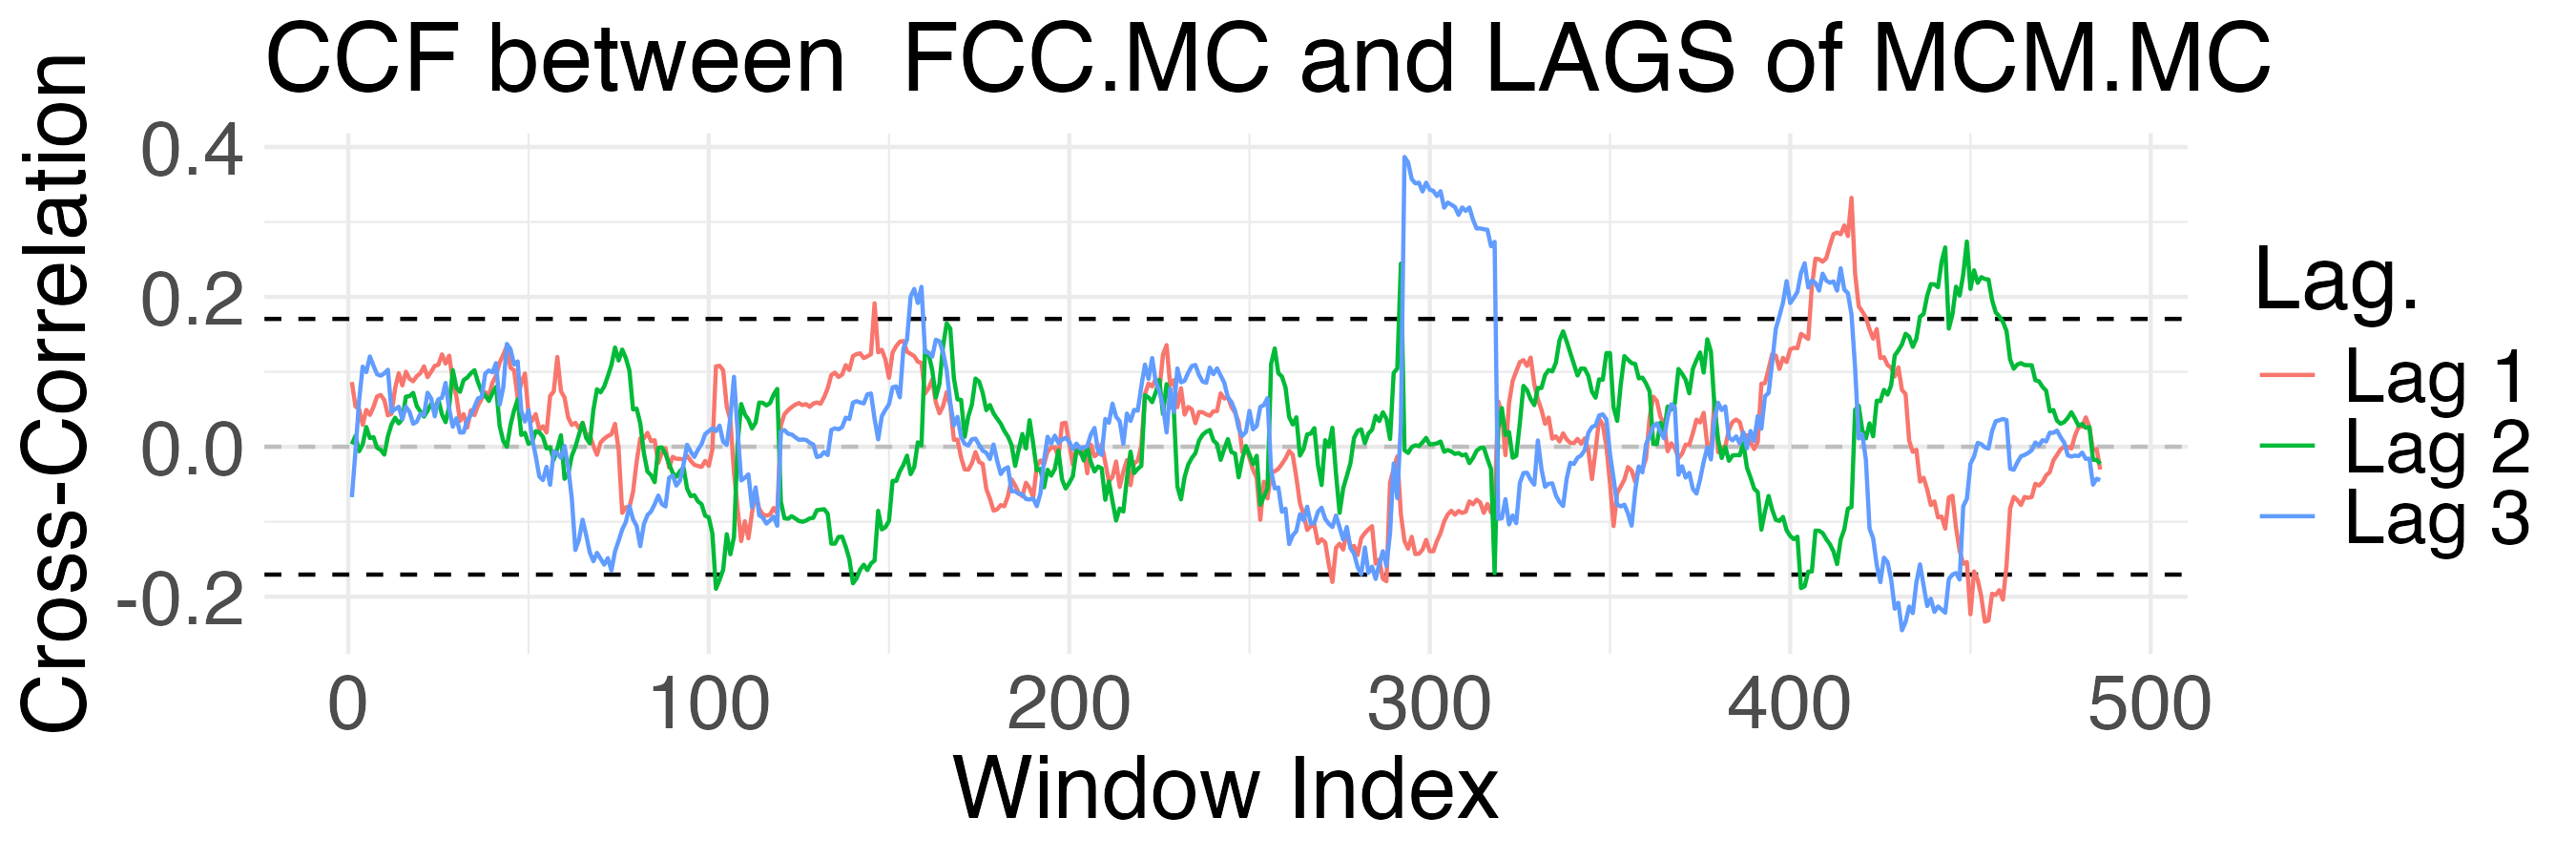 CCF between  FCC.MC and LAGS of MCM.MC
Cross-Correlation
0.4
0.2
0.0
-0.2
0 100 200 300 400 500
Window Index
Lag.
Lag 1
Lag 2
Lag 3